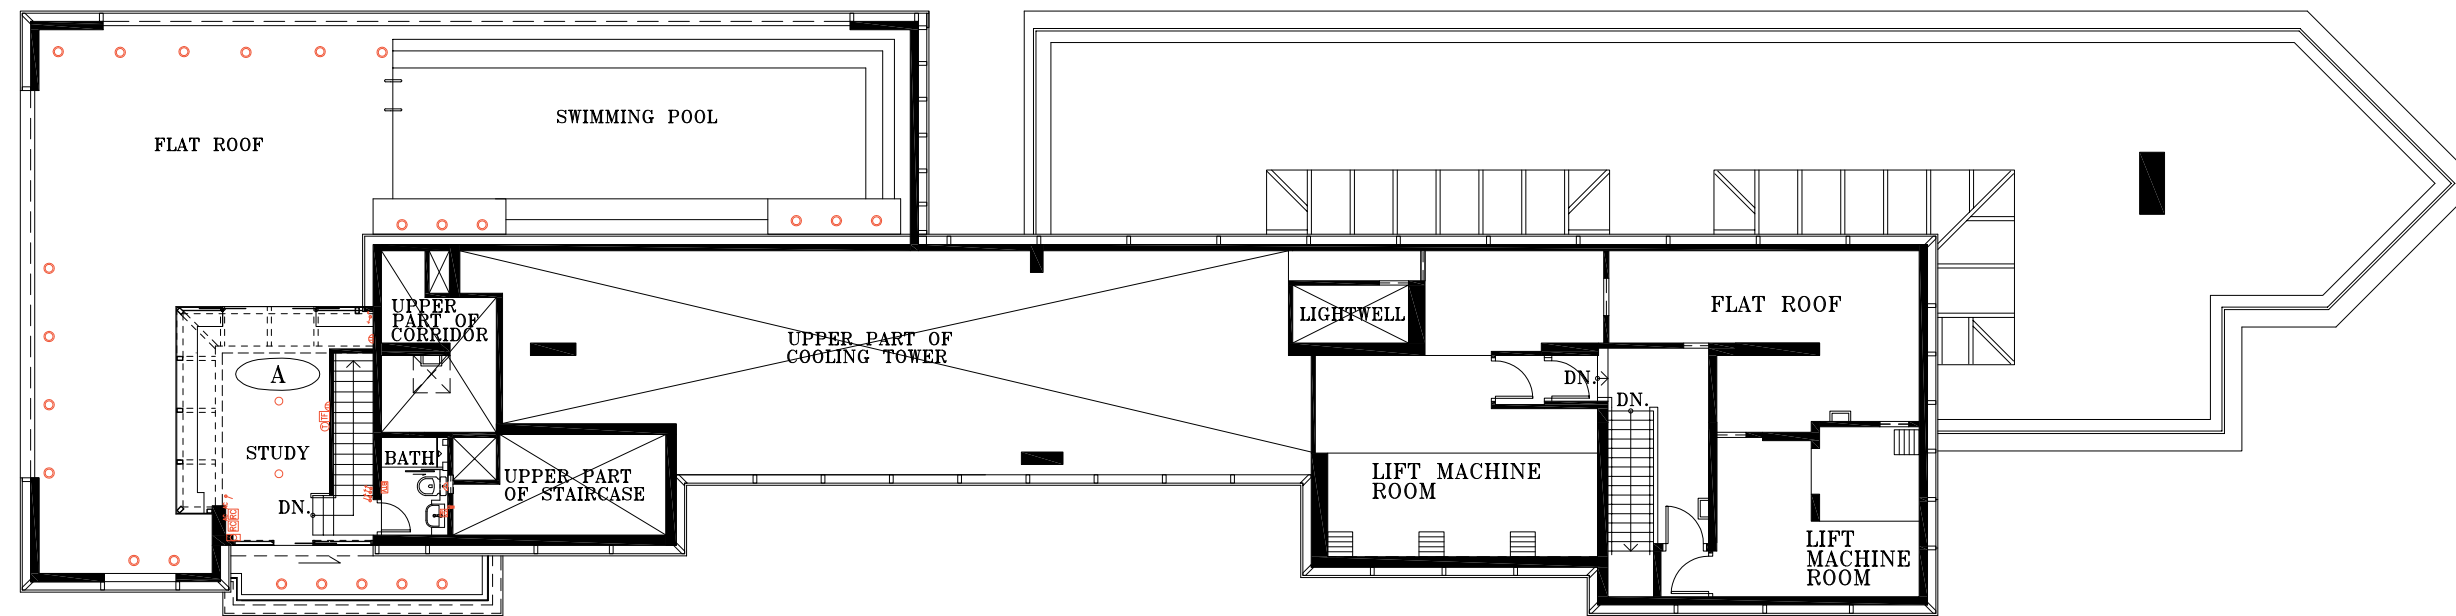 SWIMMING POOL
FLAT ROOF
UPPER
PART OF
CORRIDOR
UPPER PART OF
COOLING TOWER
LIGHTWELL
FLAT ROOF
A
DN.
DN.
STUDY
BATH
UPPER PART
OF STAIRCASE
LIFT MACHINE
ROOM
DN.
LIFT
MACHINE
ROOM